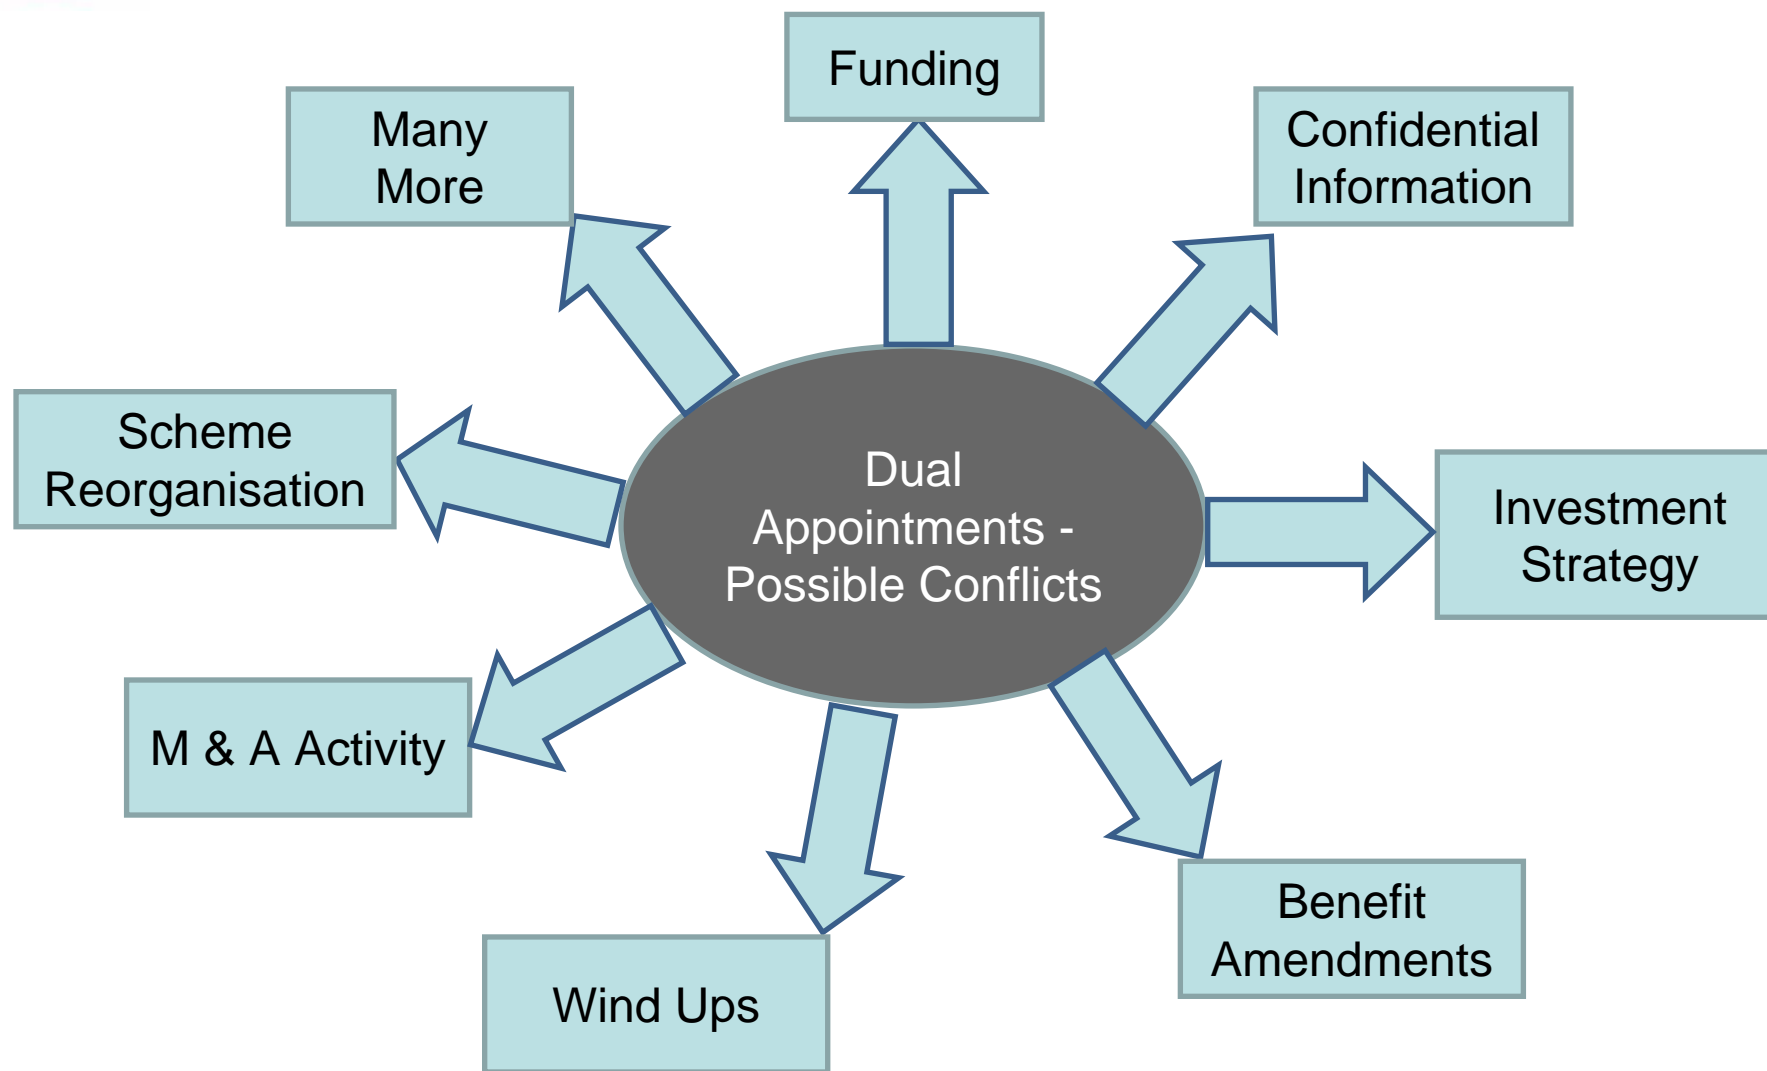 Funding
Many
More
Confidential
Information
Scheme
Reorganisation
Dual
Appointments -
Possible Conflicts
Investment
Strategy
M & A Activity
Benefit
Amendments
Wind Ups